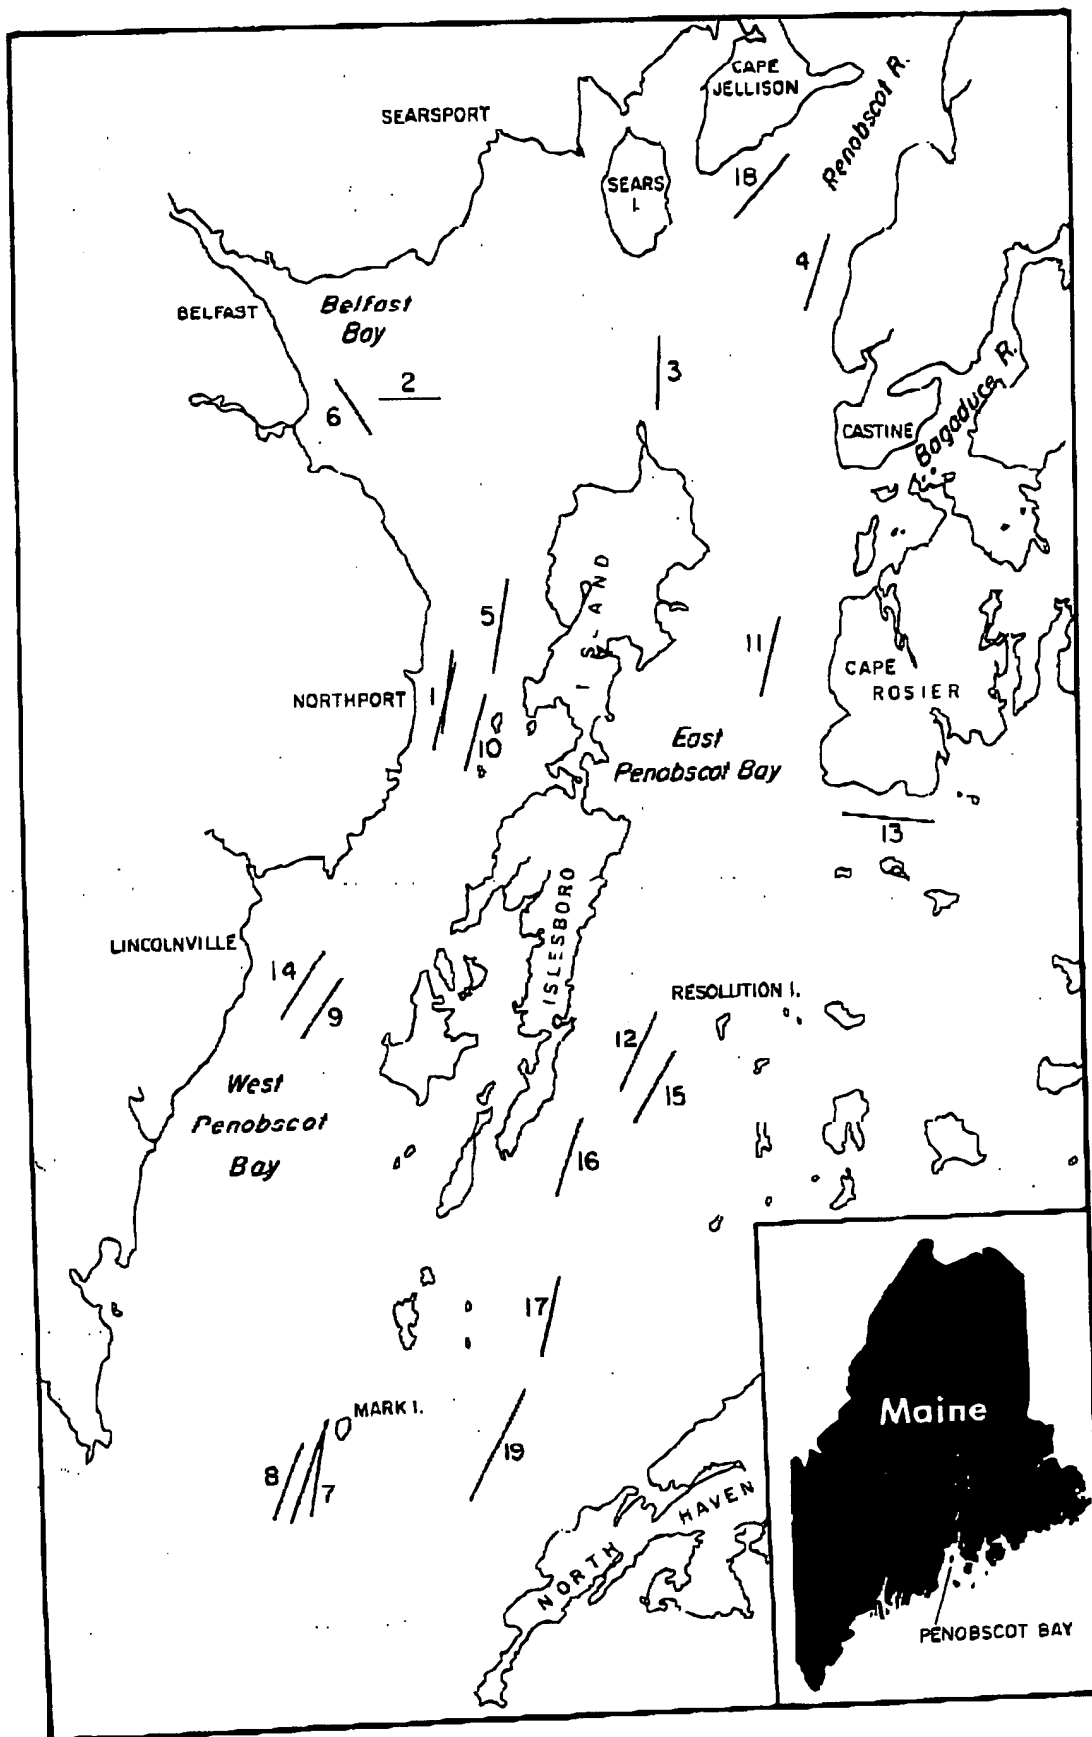 CAPE
JELLISON
Penobscot R.
SEARSPORT
SEARS
I.
18
4
BELFAST
Belfast
Bay
3
2
6
CASTINE
Bagaduce R.
5
ISLAND
11
NORTHPORT
1
10
CAPE
ROSIER
East
Penobscot Bay
13
ISLESBORO
LINCOLNVILLE
14
9
RESOLUTION I.
12
15
West
Penobscot
Bay
16
17
MARK I.
8
7
19
NORTH HAVEN
Maine
PENOBSCOT BAY